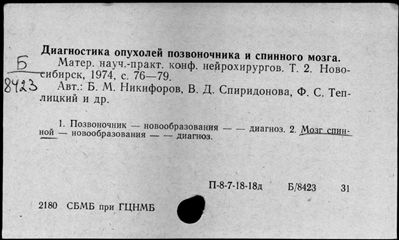 Диагностика опухолей позвоночника и спинного мозга.
Матер. науч.-практ. конф. нейрохирургов. Т. 2. Ново-
Б
8423
сибирск, 1974, с. 76—79.
Авт.: Б. М. Никифоров, В. Д. Спиридонова, Ф. С. Теп-
лицкий и др.
1. Позвоночник — новообразования — — диагноз. 2. Мозг спин-
ной — новообразования — — диагноз.
П-8-7-18-18д Б/8423 31
2180 СБМБ при ГЦНМБ